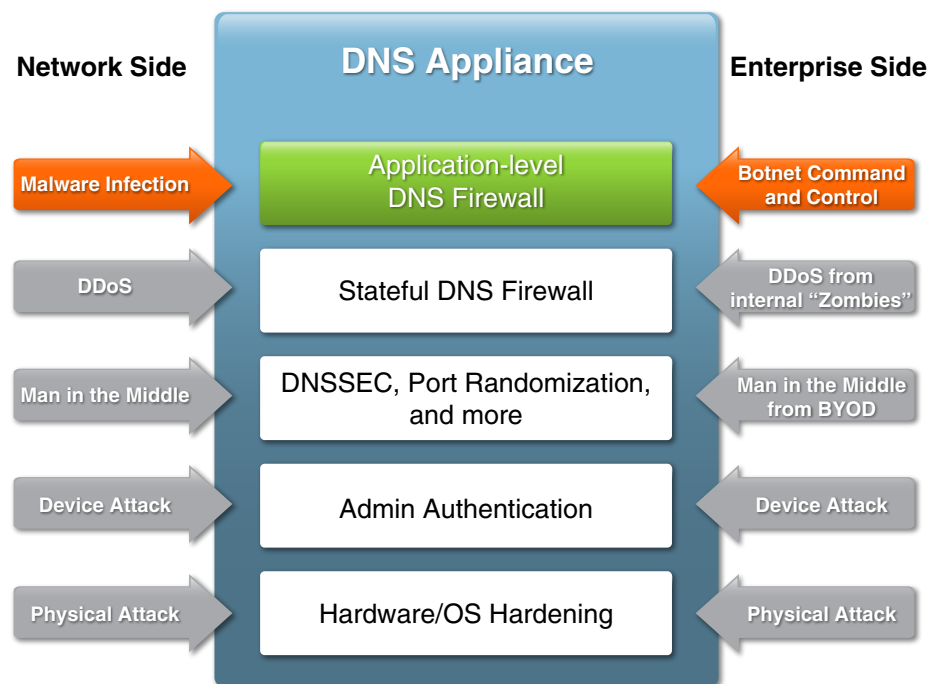 Network Side
DNS Appliance
Enterprise Side
Malware Infection
Application-level
DNS Firewall
Botnet Command
and Control
DDoS
Stateful DNS Firewall
DDoS from
internal “Zombies”
Man in the Middle
DNSSEC, Port Randomization,
and more
Man in the Middle
from BYOD
Device Attack
Admin Authentication
Device Attack
Physical Attack
Hardware/OS Hardening
Physical Attack